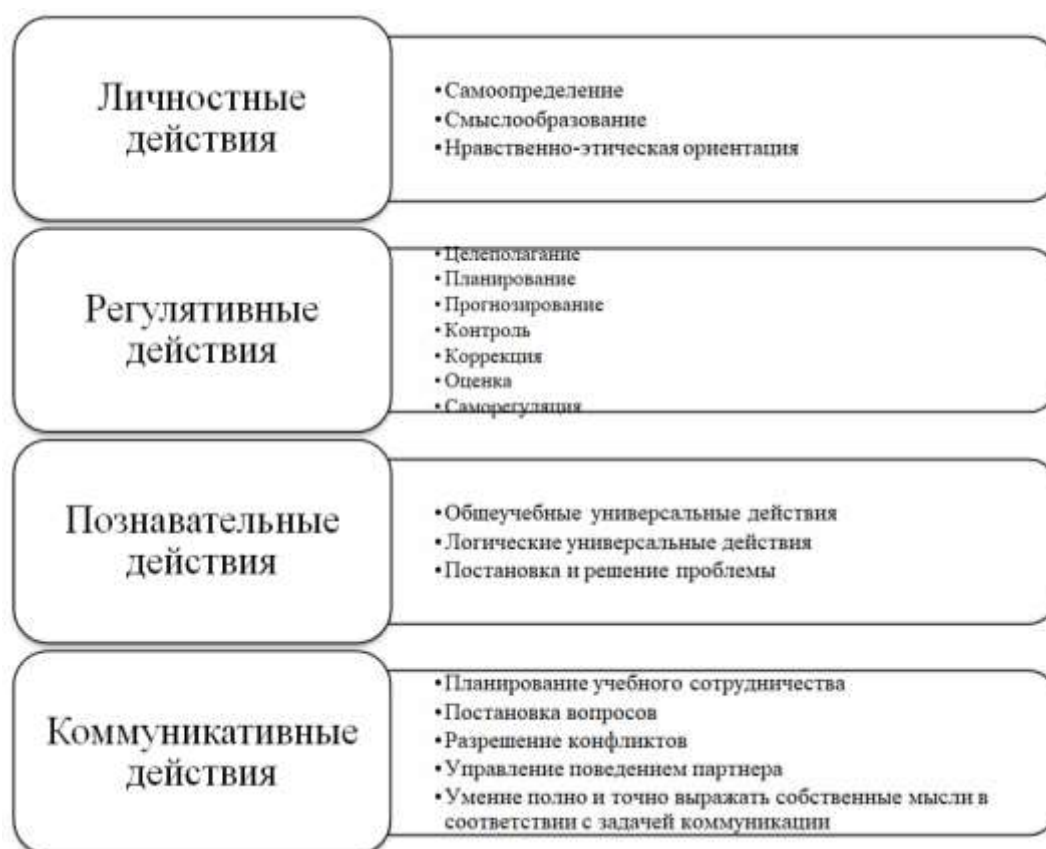 Личностные
действия
•Самоопределение
•Смыслообразование
•Нравственно-этическая ориентация
Регулятивные
действия
•Целеполагание
•Планирование
•Прогнозирование
•Контроль
•Коррекция
•Оценка
•Саморегуляция
Познавательные
действия
•Общеучебные универсальные действия
•Логические универсальные действия
•Постановка и решение проблемы
Коммуникативные
действия
•Планирование учебного сотрудничества
•Постановка вопросов
•Разрешение конфликтов
•Управление поведением партнера
•Умение полно и точно выражать собственные мысли в
соответствии с задачей коммуникации